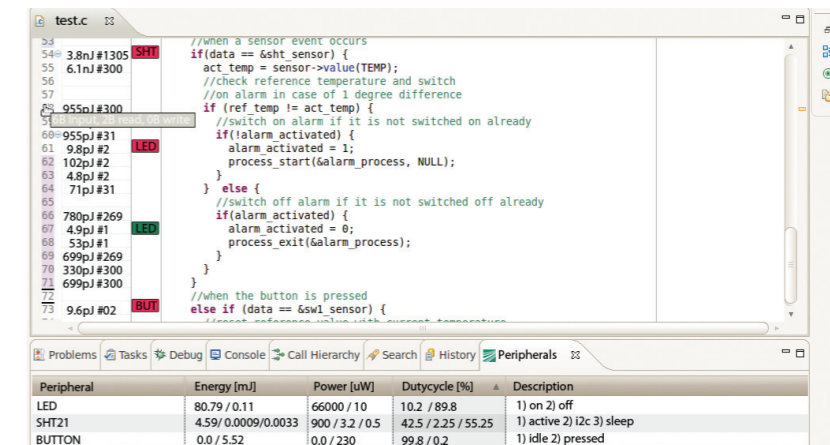 test.c
53 //when a sensor event occurs
54 3.8nJ #1305 SHT if(data == &sht_sensor) {
55 6.1nJ #300 act_temp = sensor->value(TEMP);
56 //check reference temperature and switch
57 //on alarm in case of 1 degree difference
58 955pJ #300 if (ref_temp != act_temp) {
6B Input, 2B read, 0B write //switch on alarm if it is not switched on already
60 955pJ #31 if(!alarm_activated) {
61 9.8pJ #2 LED alarm_activated = 1;
62 102pJ #2 process_start(&alarm_process, NULL);
63 4.8pJ #2 }
64 71pJ #31 } else {
65 //switch off alarm if it is not switched off already
66 780pJ #269 if(alarm_activated) {
67 4.9pJ #1 LED alarm_activated = 0;
68 53pJ #1 process_exit(&alarm_process);
69 699pJ #269 }
70 330pJ #300 }
71 699pJ #300 }
72 //when the button is pressed
73 9.6pJ #02 BUT else if (data == &sw1_sensor) {
//reset reference value with current temperature
Problems Tasks Debug Console Call Hierarchy Search History Peripherals
Peripheral Energy [mJ] Power [uW] Dutycycle [%] Description
LED 80.79 / 0.11 66000 / 10 10.2 / 89.8 1) on 2) off
SHT21 4.59/ 0.0009/0.0033 900 / 3.2 / 0.5 42.5 / 2.25 / 55.25 1) active 2) i2c 3) sleep
BUTTON 0.0 / 5.52 0.0 / 230 99.8 / 0.2 1) idle 2) pressed